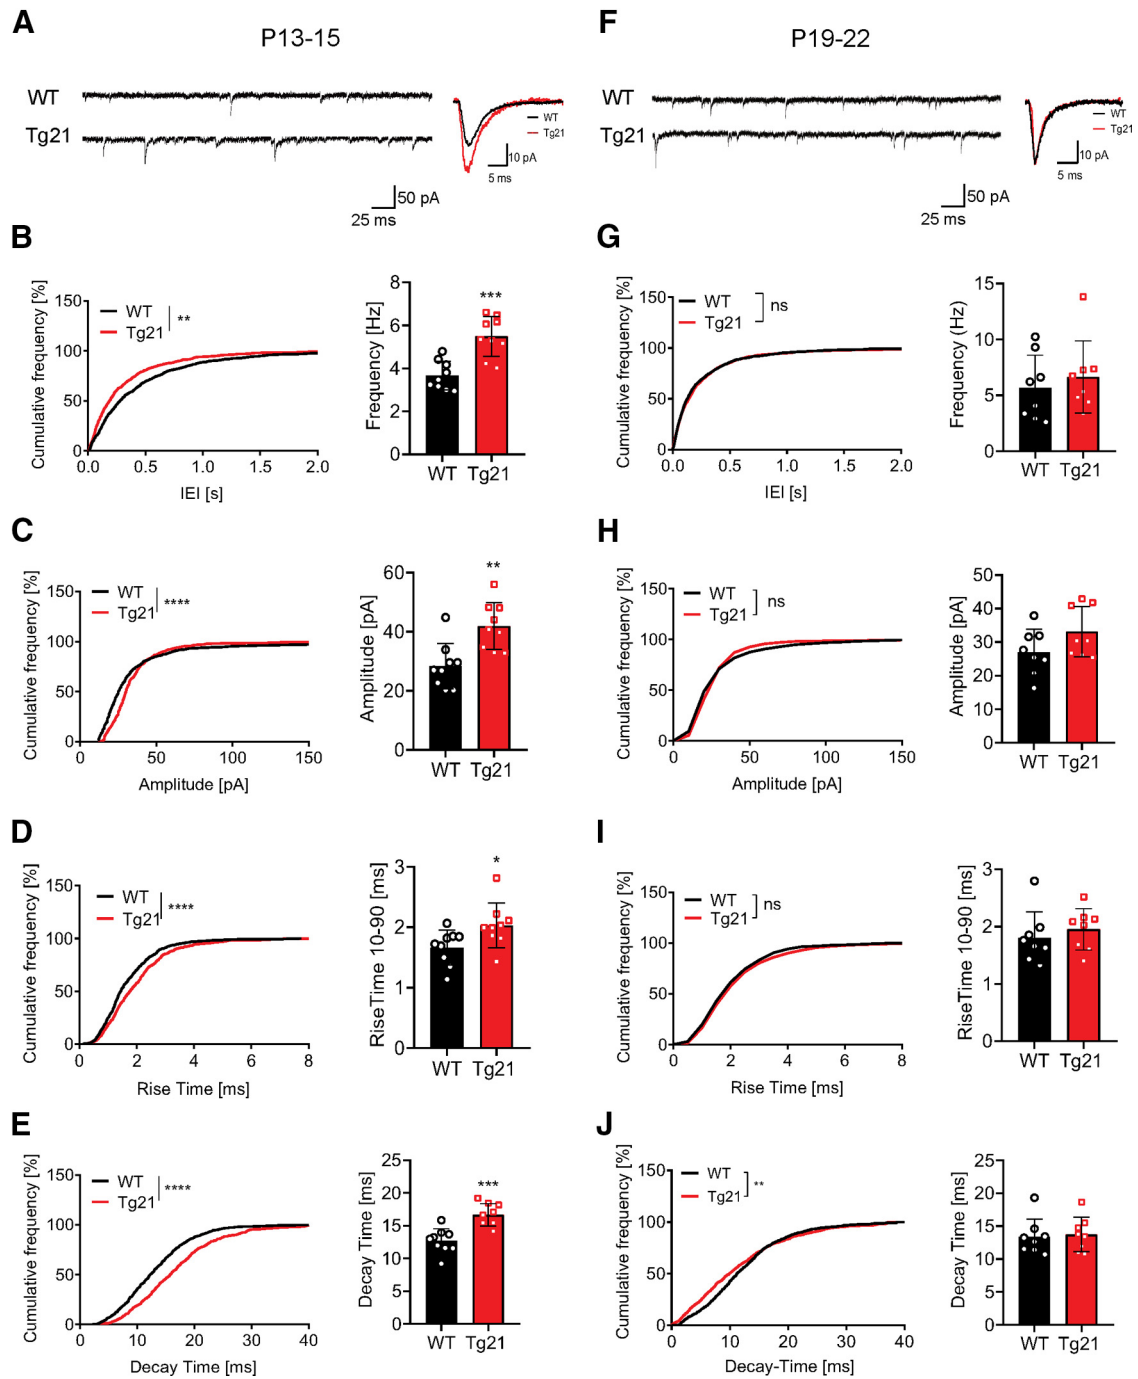 A
P13-15
WT
Tg21
WT
Tg21
10 pA
5 ms
50 pA
25 ms
F
P19-22
WT
Tg21
WT
Tg21
10 pA
5 ms
50 pA
25 ms
B
Cumulative frequency [%]
150
100
50
0
WT
Tg21
**
0.0 0.5 1.0 1.5 2.0
IEI [s]
Frequency [Hz]
8
6
4
2
0
***
WT Tg21
G
Cumulative frequency [%]
150
100
50
0
WT
Tg21
ns
0.0 0.5 1.0 1.5 2.0
IEI [s]
Frequency (Hz)
15
10
5
0
WT Tg21
C
Cumulative frequency [%]
150
100
50
0
WT
Tg21
****
0 50 100 150
Amplitude [pA]
Amplitude [pA]
60
40
20
0
**
WT Tg21
H
Cumulative frequency [%]
150
100
50
0
WT
Tg21
ns
0 50 100 150
Amplitude [pA]
Amplitude [pA]
50
40
30
20
10
0
WT Tg21
D
Cumulative frequency [%]
150
100
50
0
WT
Tg21
****
0 2 4 6 8
Rise Time [ms]
RiseTime 10-90 [ms]
3
2
1
0
*
WT Tg21
I
Cumulative frequency [%]
150
100
50
0
WT
Tg21
ns
0 2 4 6 8
Rise Time [ms]
RiseTime 10-90 [ms]
3
2
1
0
WT Tg21
E
Cumulative frequency [%]
150
100
50
0
WT
Tg21
****
0 10 20 30 40
Decay Time [ms]
Decay Time [ms]
25
20
15
10
5
0
***
WT Tg21
J
Cumulative frequency [%]
150
100
50
0
WT
Tg21
**
0 10 20 30 40
Decay-Time [ms]
Decay Time [ms]
25
20
15
10
5
0
WT Tg21